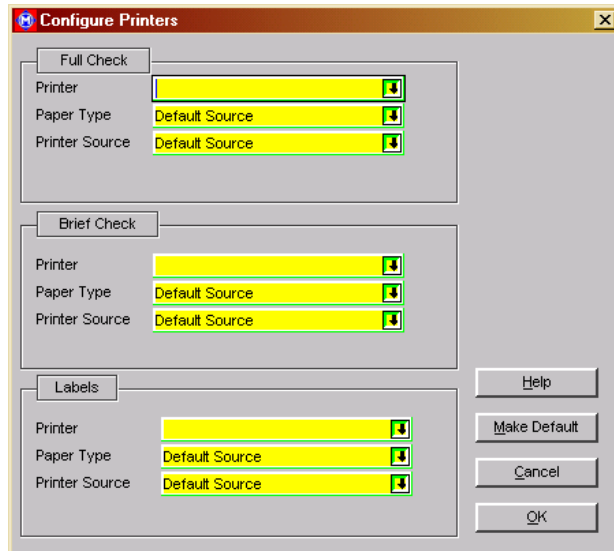 Configure Printers
Full Check
Printer
Paper Type Default Source
Printer Source Default Source
Brief Check
Printer
Paper Type Default Source
Printer Source Default Source
Labels
Printer
Paper Type Default Source
Printer Source Default Source
Help
Make Default
Cancel
OK